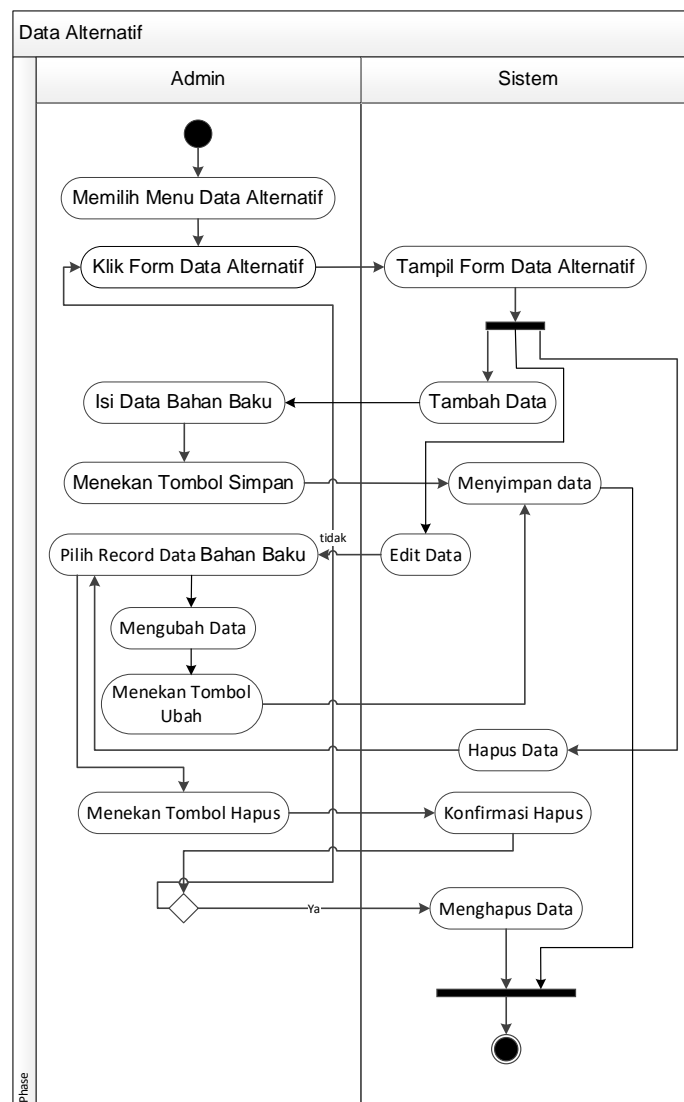 Data Alternatif
Admin
Sistem
Memilih Menu Data Alternatif
Klik Form Data Alternatif
Tampil Form Data Alternatif
Isi Data Bahan Baku
Tambah Data
Menekan Tombol Simpan
Menyimpan data
tidak
Pilih Record Data Bahan Baku
Edit Data
Mengubah Data
Menekan Tombol
Ubah
Hapus Data
Menekan Tombol Hapus
Konfirmasi Hapus
Ya
Menghapus Data
Phase